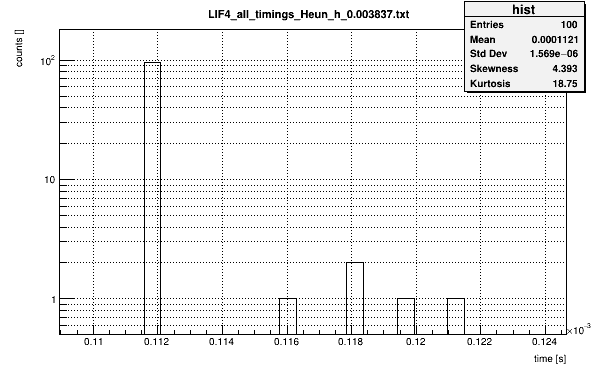 LIF4_all_timings_Heun_h_0.003837.txt
hist
Entries 100
Mean 0.0001121
Std Dev 1.569e−06
Skewness 4.393
Kurtosis 18.75
counts []
10²
10
1
0.11 0.112 0.114 0.116 0.118 0.12 0.122 0.124
×10⁻³
time [s]